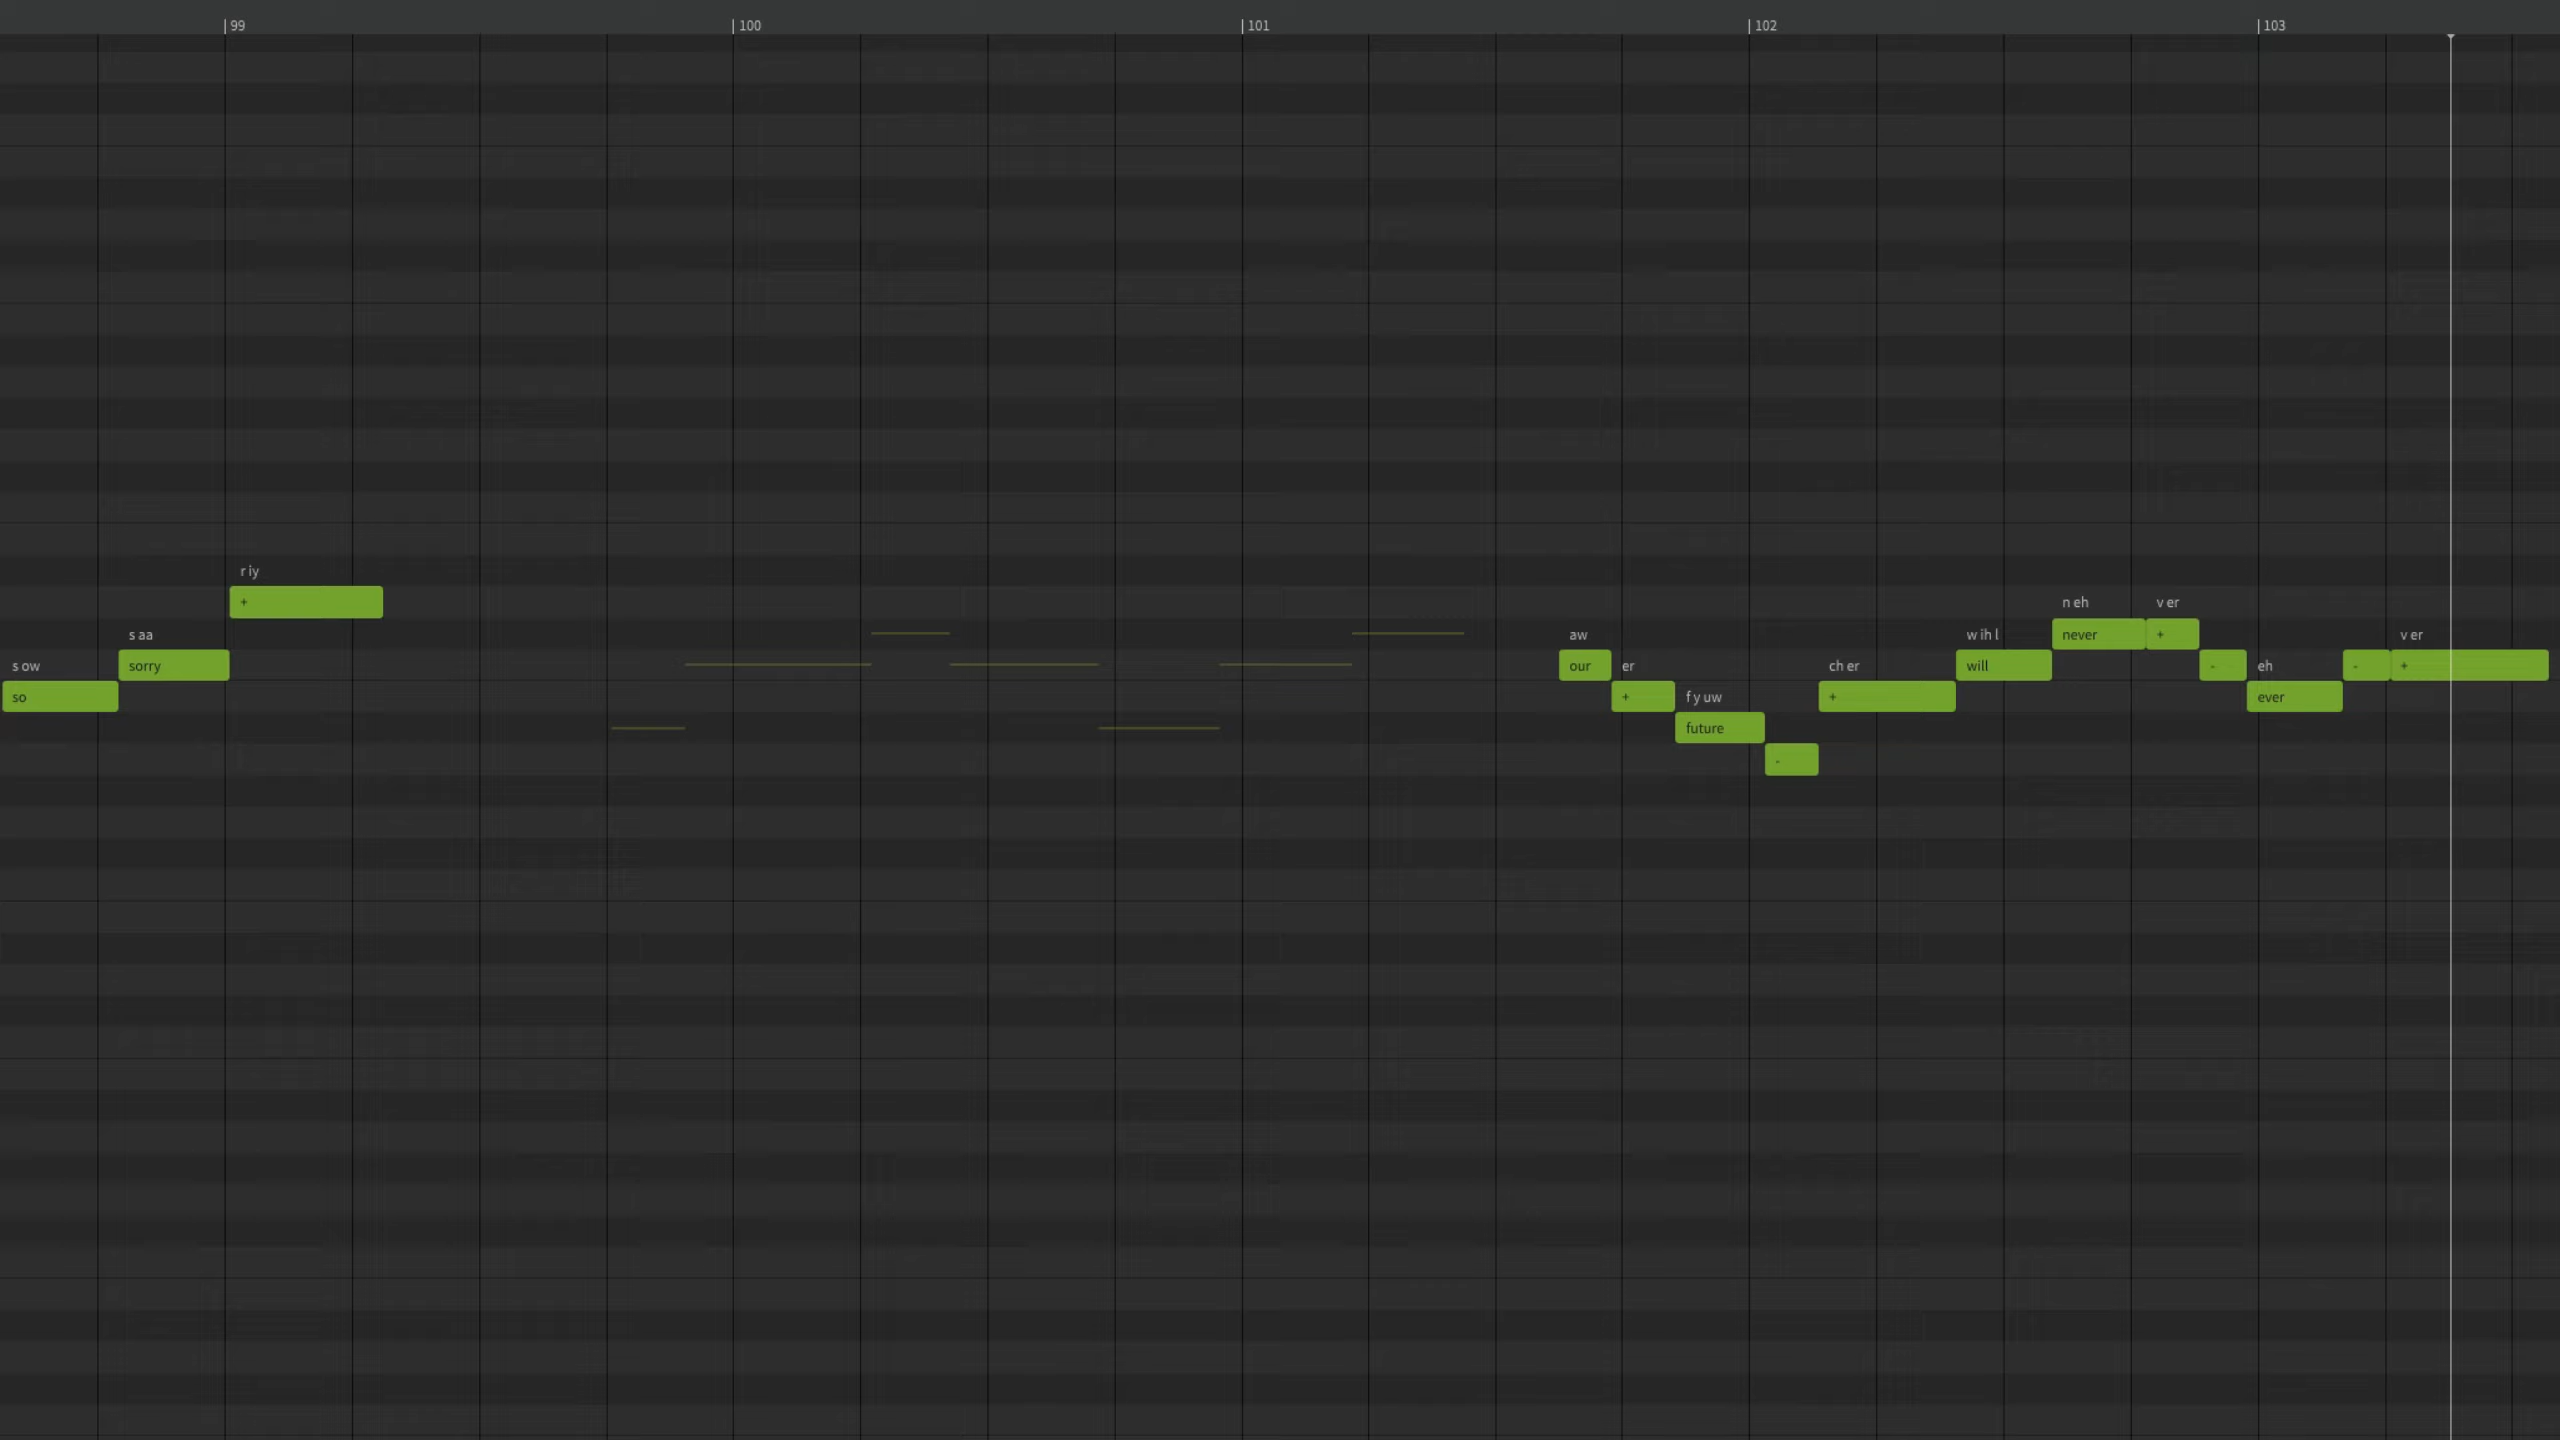 99 100 101 102 103
r iy
+
n eh v er
s aa aw w ih l never + v er
s ow sorry our er ch er will - eh - +
so + f y uw + ever
future
-